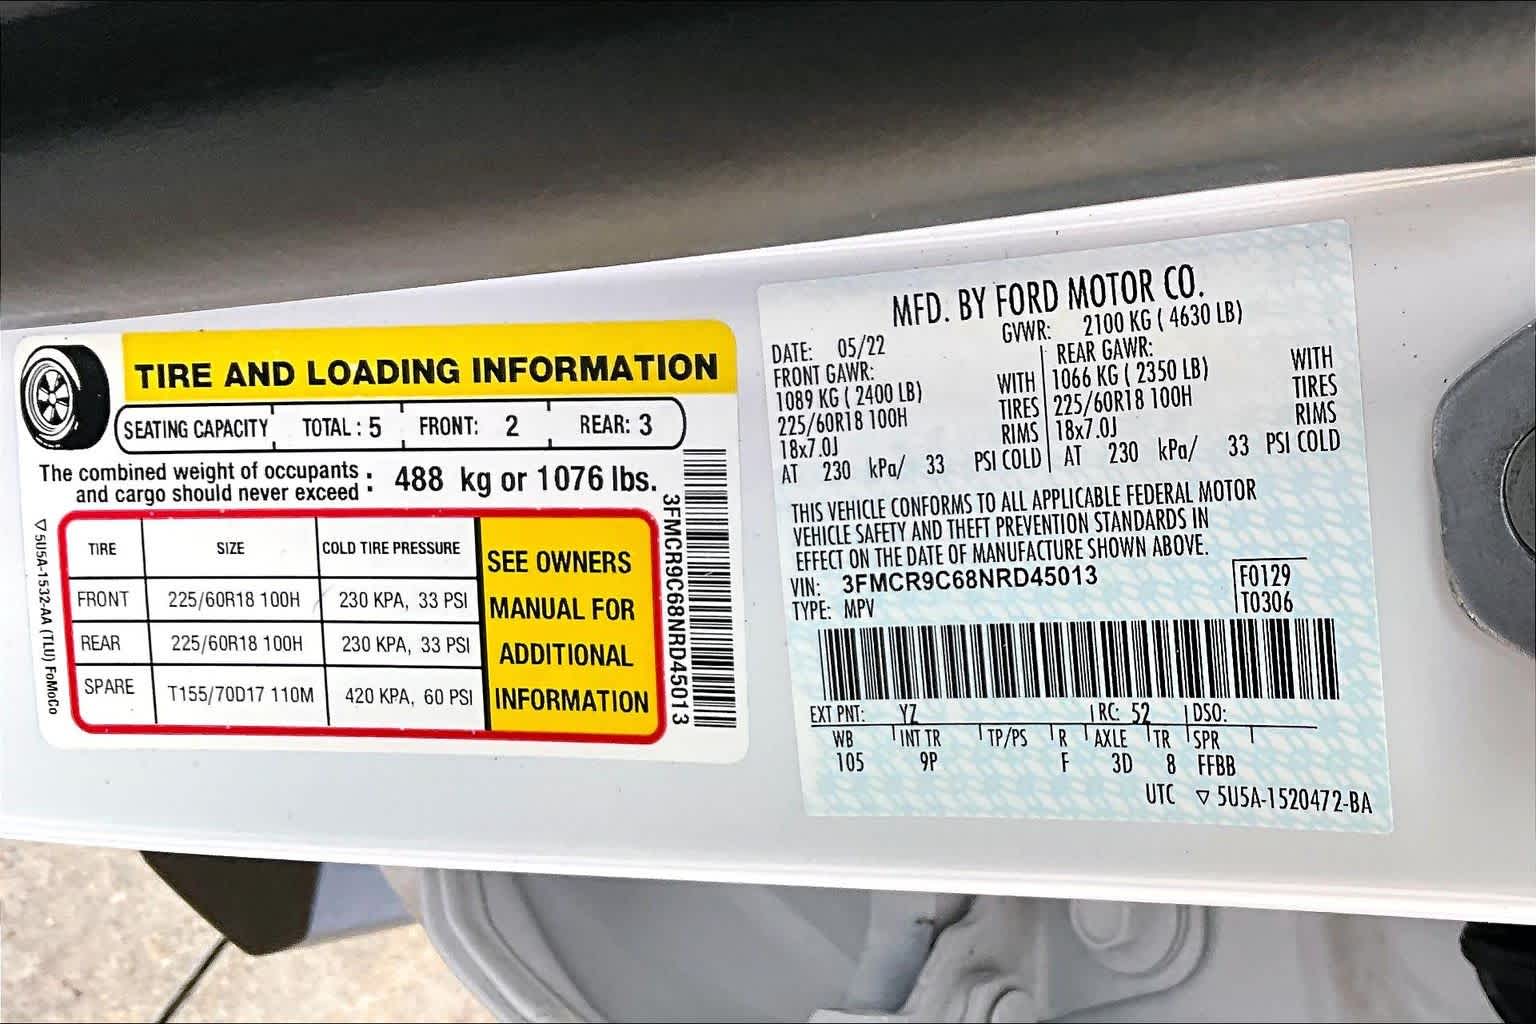 TIRE AND LOADING INFORMATION
SEATING CAPACITY TOTAL : 5 FRONT: 2 REAR: 3
The combined weight of occupants
and cargo should never exceed : 488 kg or 1076 lbs.
TIRE SIZE COLD TIRE PRESSURE
FRONT 225/60R18 100H 230 KPA, 33 PSI
REAR 225/60R18 100H 230 KPA, 33 PSI
SPARE T155/70D17 110M 420 KPA, 60 PSI
SEE OWNERS
MANUAL FOR
ADDITIONAL
INFORMATION
▽5U5A-1532-AA (TLU) FoMoCo
3FMCR9C68NRD45013
MFD. BY FORD MOTOR CO.
DATE: 05/22 GVWR: 2100 KG ( 4630 LB)
FRONT GAWR: REAR GAWR:
1089 KG ( 2400 LB) WITH 1066 KG ( 2350 LB) WITH
225/60R18 100H TIRES 225/60R18 100H TIRES
18x7.0J RIMS 18x7.0J RIMS
AT 230 kPa/ 33 PSI COLD AT 230 kPa/ 33 PSI COLD
THIS VEHICLE CONFORMS TO ALL APPLICABLE FEDERAL MOTOR
VEHICLE SAFETY AND THEFT PREVENTION STANDARDS IN
EFFECT ON THE DATE OF MANUFACTURE SHOWN ABOVE.
VIN: 3FMCR9C68NRD45013 F0129
TYPE: MPV T0306
EXT PNT: YZ RC: 52 DSO:
WB INT TR TP/PS R AXLE TR SPR
105 9P F 3D 8 FFBB
UTC ▽ 5U5A-1520472-BA